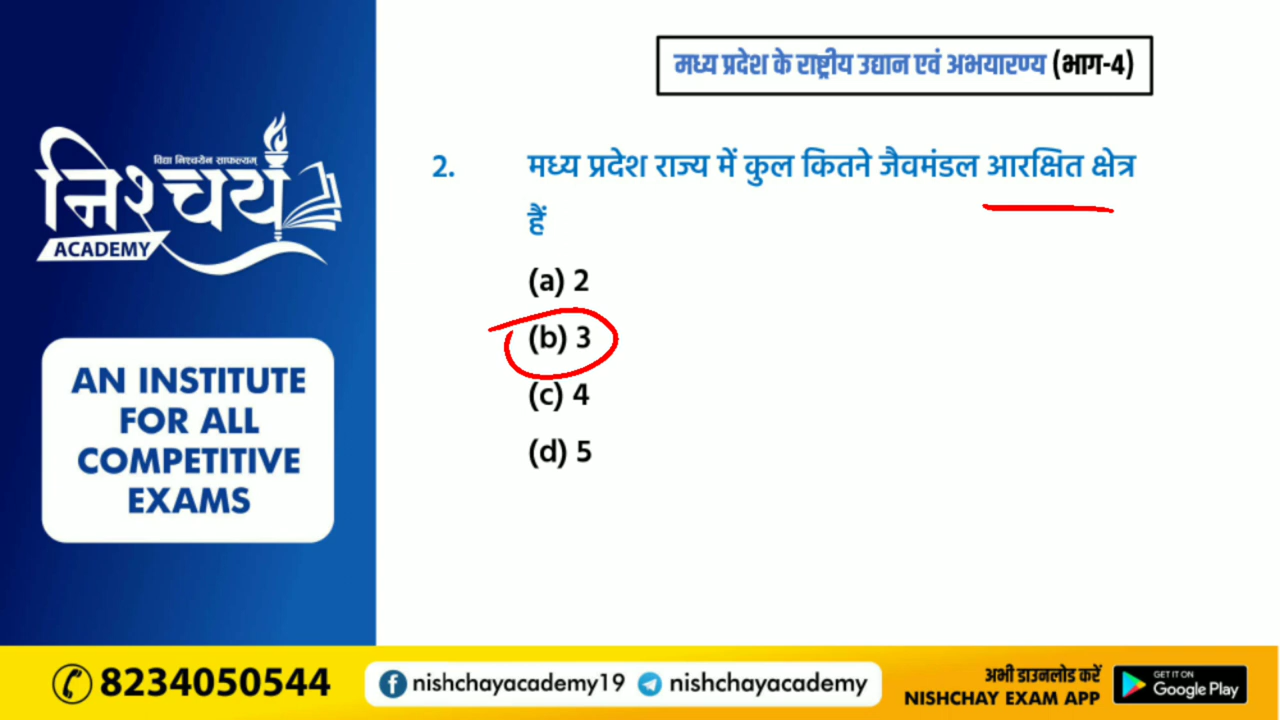 मध्य प्रदेश के राष्ट्रीय उद्यान एवं अभयारण्य (भाग-4)
विद्या निश्चयेन साफल्यम्
निश्चय
ACADEMY
AN INSTITUTE
FOR ALL
COMPETITIVE
EXAMS
2. मध्य प्रदेश राज्य में कुल कितने जैवमंडल आरक्षित क्षेत्र
हैं
(a) 2
(b) 3
(c) 4
(d) 5
8234050544
nishchayacademy19 nishchayacademy
अभी डाउनलोड करें
NISHCHAY EXAM APP
GET IT ON
Google Play